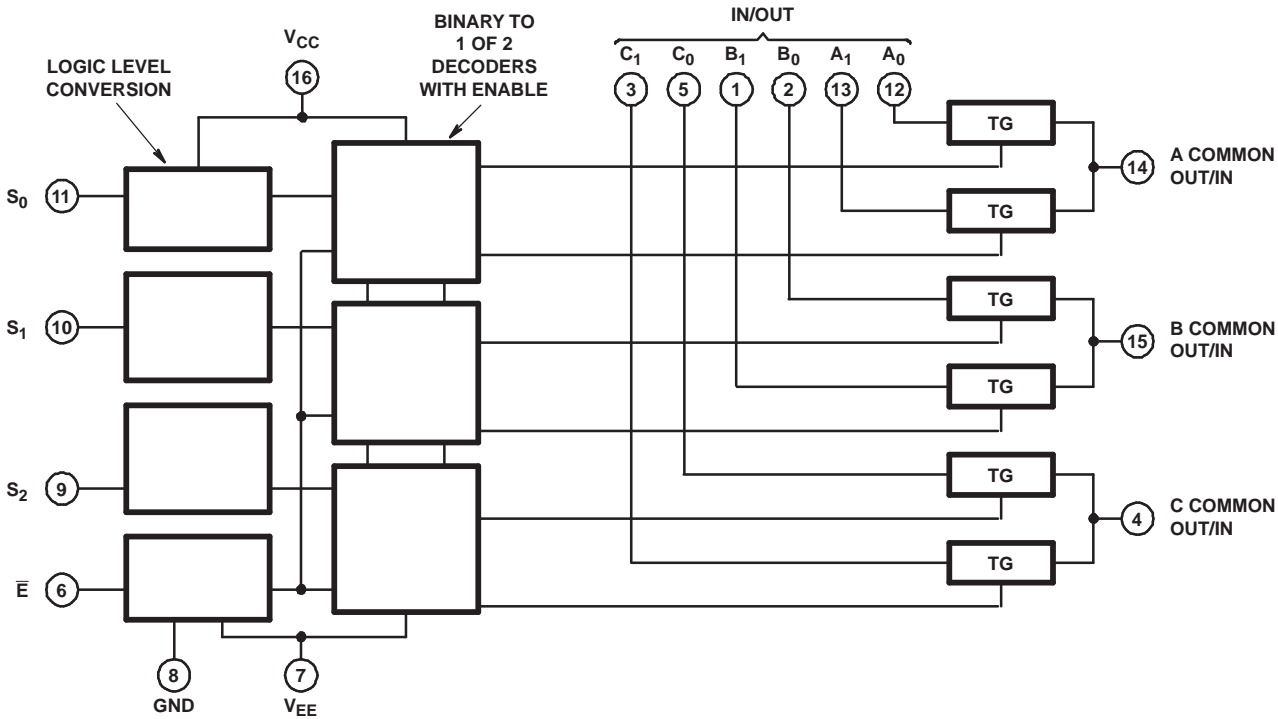 IN/OUT
BINARY TO
1 OF 2
DECODERS
WITH ENABLE
VCC
16
LOGIC LEVEL
CONVERSION
C1 C0 B1 B0 A1 A0
3 5 1 2 13 12
TG
A COMMON
OUT/IN
14
S0 11
TG
TG
S1 10
B COMMON
OUT/IN
15
TG
TG
S2 9
C COMMON
OUT/IN
4
TG
E̅ 6
8
GND
7
VEE